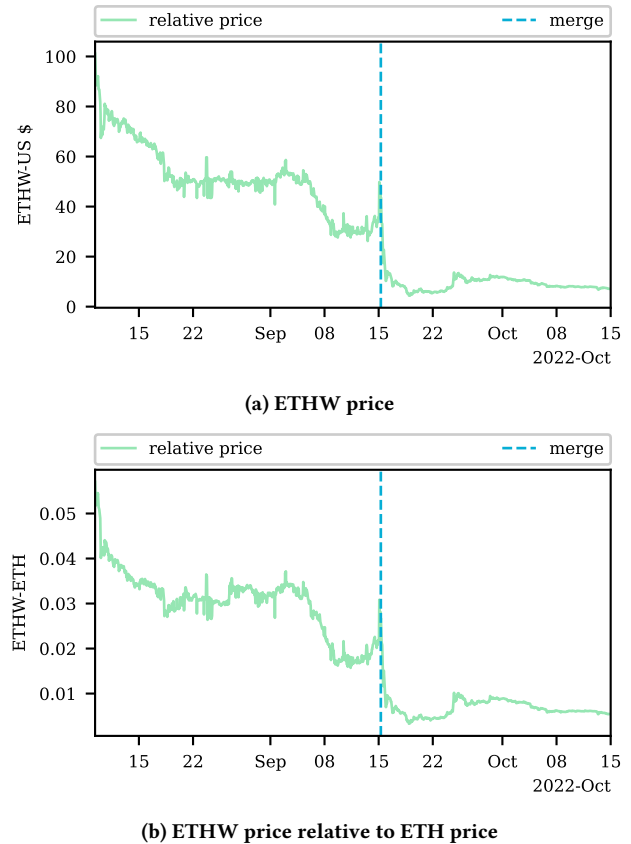 relative price merge
100
80
60
40
20
0
ETHW-US $
15 22 Sep 08 15 22 Oct 08 15
2022-Oct
(a) ETHW price
relative price merge
0.05
0.04
0.03
0.02
0.01
ETHW-ETH
15 22 Sep 08 15 22 Oct 08 15
2022-Oct
(b) ETHW price relative to ETH price